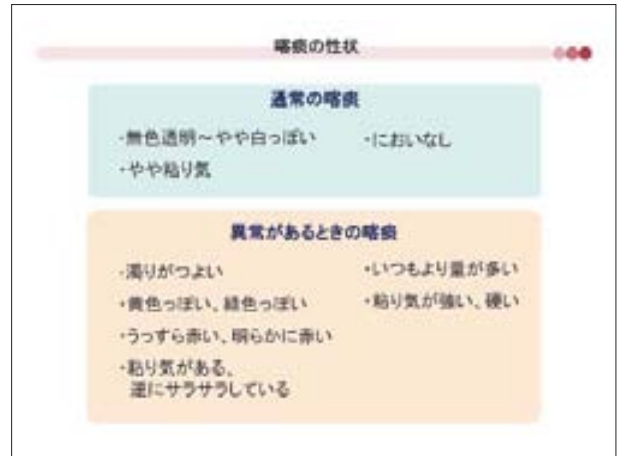 喀痰の性状
通常の喀痰
・無色透明～やや白っぽい
・においなし
・やや粘り気
異常があるときの喀痰
・濁りがつよい
・いつもより量が多い
・黄色っぽい、緑色っぽい
・粘り気が強い、硬い
・うっすら赤い、明らかに赤い
・粘り気がある、
逆にサラサラしている